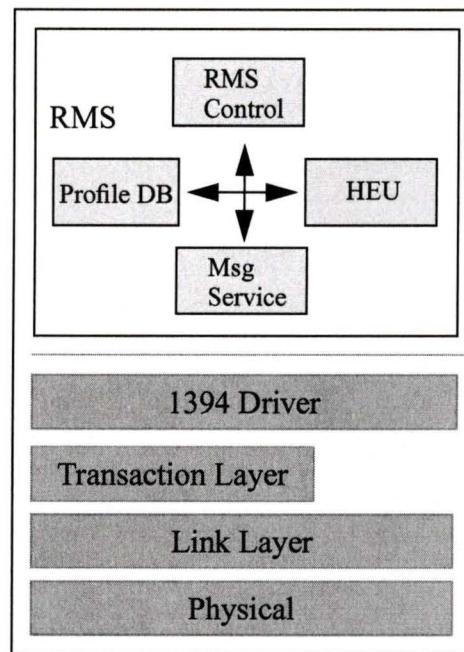 RMS
Control
RMS
Profile DB
HEU
Msg
Service
1394 Driver
Transaction Layer
Link Layer
Physical